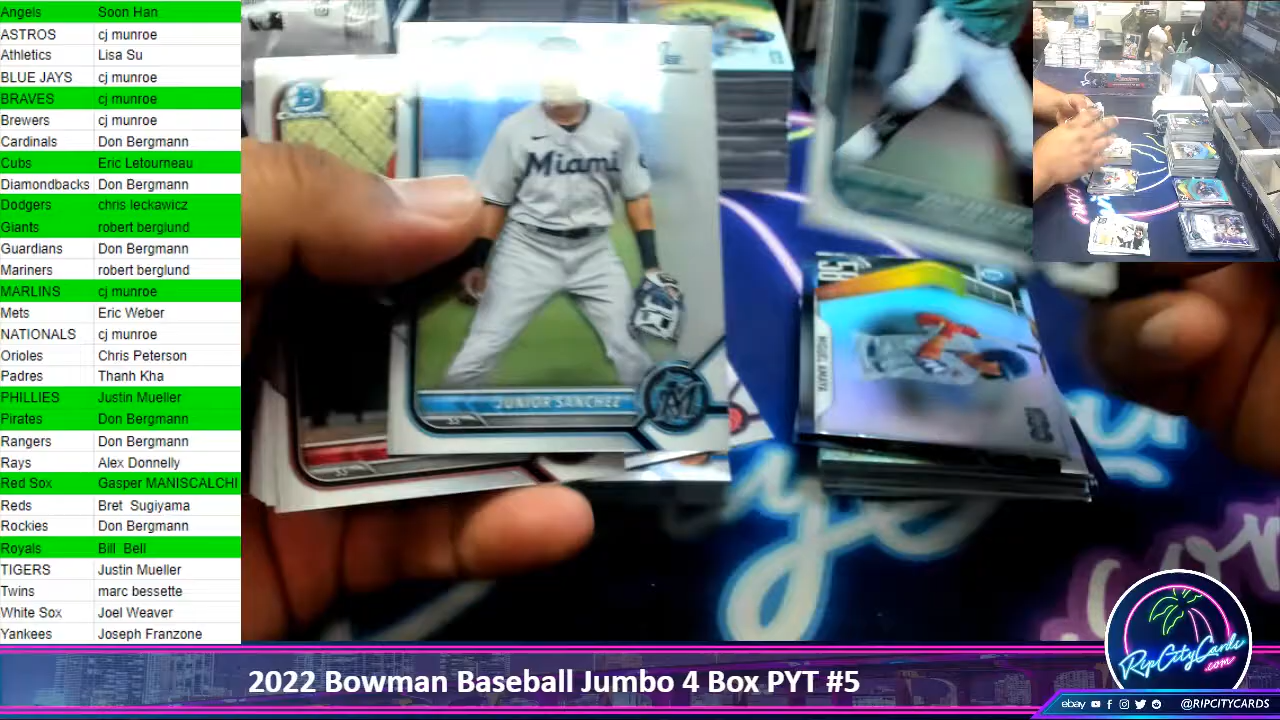 Angels Soon Han
ASTROS cj munroe
Athletics Lisa Su
BLUE JAYS cj munroe
BRAVES cj munroe
Brewers cj munroe
Cardinals Don Bergmann
Cubs Eric Letourneau
Diamondbacks Don Bergmann
Dodgers chris leckawicz
Giants robert berglund
Guardians Don Bergmann
Mariners robert berglund
MARLINS cj munroe
Mets Eric Weber
NATIONALS cj munroe
Orioles Chris Peterson
Padres Thanh Kha
PHILLIES Justin Mueller
Pirates Don Bergmann
Rangers Don Bergmann
Rays Alex Donnelly
Red Sox Gasper MANISCALCHI
Reds Bret Sugiyama
Rockies Don Bergmann
Royals Bill Bell
TIGERS Justin Mueller
Twins marc bessette
White Sox Joel Weaver
Yankees Joseph Franzone
Miami
JUNIOR SANCHEZ
MIGUEL AMAYA
RipCityCards
.com
2022 Bowman Baseball Jumbo 4 Box PYT #5
ebay @RIPCITYCARDS